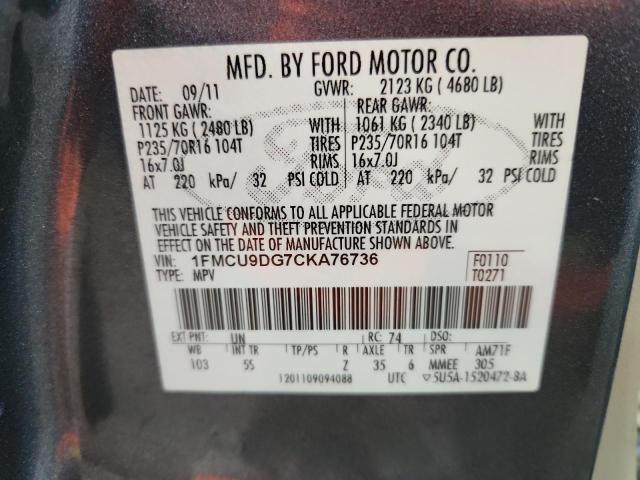 MFD. BY FORD MOTOR CO.
DATE: 09/11 GVWR: 2123 KG ( 4680 LB)
FRONT GAWR: REAR GAWR:
1125 KG ( 2480 LB) WITH 1061 KG ( 2340 LB) WITH
P235/70R16 104T TIRES P235/70R16 104T TIRES
16x7.0J RIMS 16x7.0J RIMS
AT 220 kPa/ 32 PSI COLD AT 220 kPa/ 32 PSI COLD
THIS VEHICLE CONFORMS TO ALL APPLICABLE FEDERAL MOTOR
VEHICLE SAFETY AND THEFT PREVENTION STANDARDS IN
EFFECT ON THE DATE OF MANUFACTURE SHOWN ABOVE.
VIN: 1FMCU9DG7CKA76736 F0110
TYPE: MPV T0271
EXT PNT: UN RC: 74 DSO:
WB INT TR TP/PS R AXLE TR SPR AM71F
103 5S Z 35 6 MMEE 305
1201109094088 UTC ▽5U5A-1520472-BA